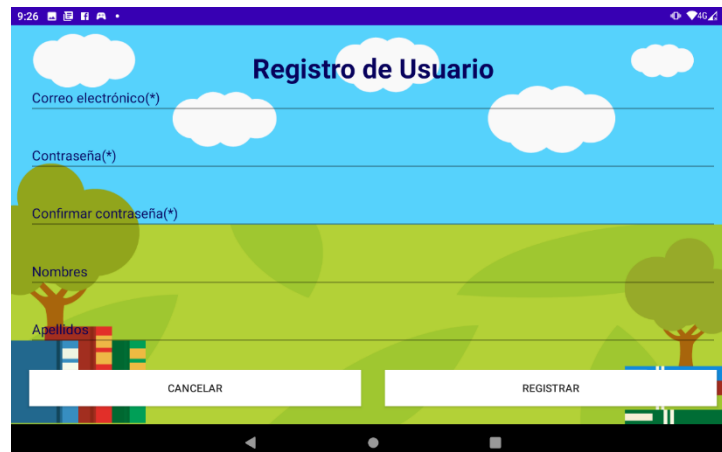 9:26
4G
Registro de Usuario
Correo electrónico(*)
Contraseña(*)
Confirmar contraseña(*)
Nombres
Apellidos
CANCELAR
REGISTRAR